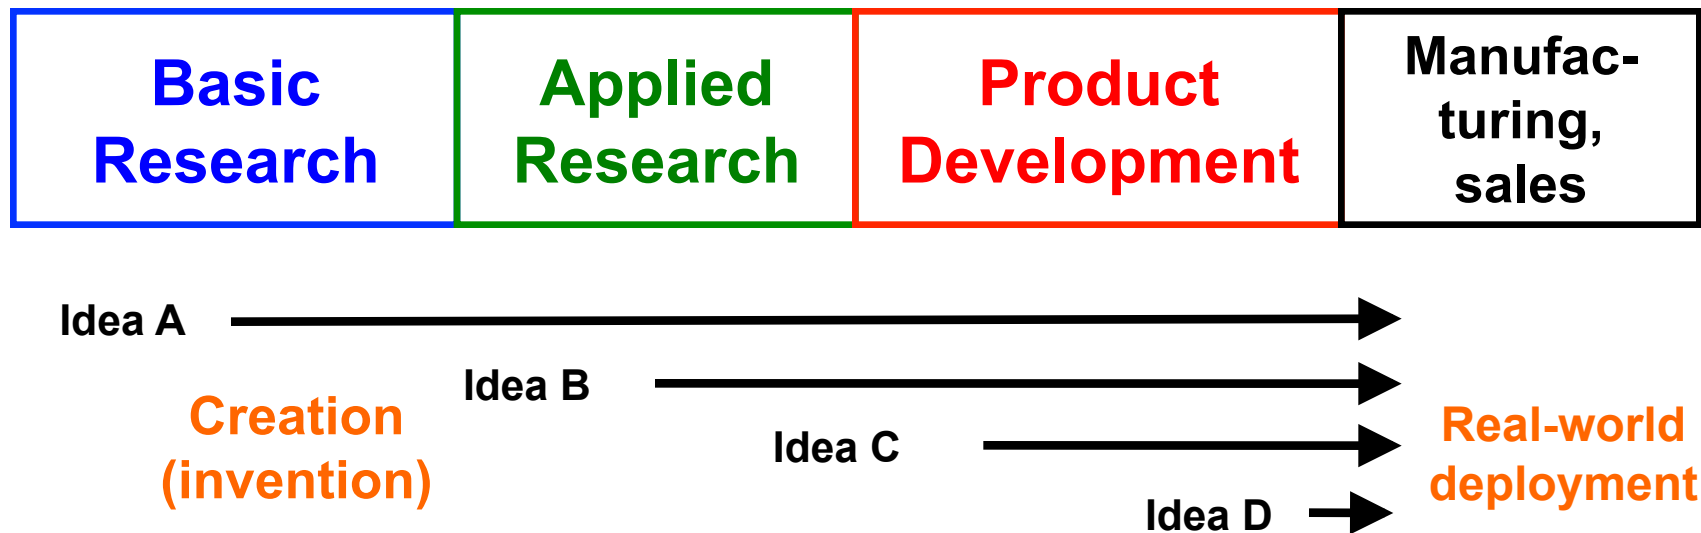 Basic
Research
Applied
Research
Product
Development
Manufac-
turing,
sales
Idea A
Idea B
Creation
(invention)
Idea C
Real-world
deployment
Idea D